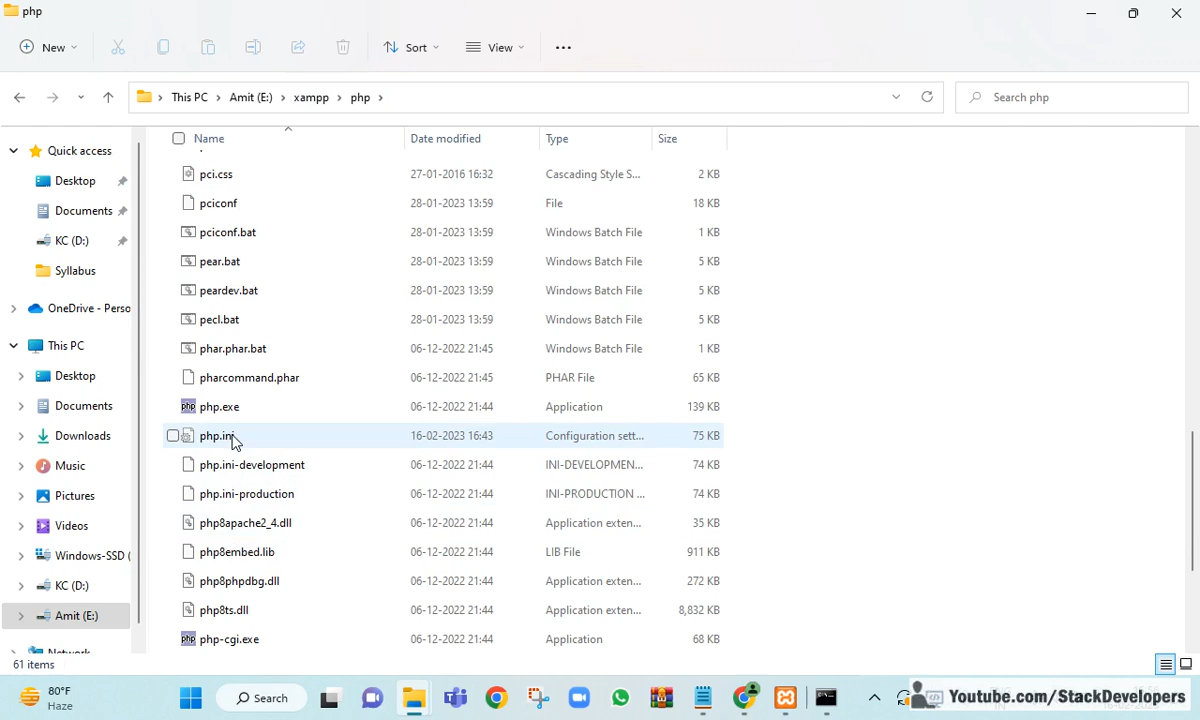 php
New
Sort
View
This PC > Amit (E:) > xampp > php >
Search php
Name Date modified Type Size
Quick access
Desktop
Documents
KC (D:)
Syllabus
OneDrive - Perso
This PC
Desktop
Documents
Downloads
Music
Pictures
Videos
Windows-SSD (
KC (D:)
Amit (E:)
Network
pci.css 27-01-2016 16:32 Cascading Style S... 2 KB
pciconf 28-01-2023 13:59 File 18 KB
pciconf.bat 28-01-2023 13:59 Windows Batch File 1 KB
pear.bat 28-01-2023 13:59 Windows Batch File 5 KB
peardev.bat 28-01-2023 13:59 Windows Batch File 5 KB
pecl.bat 28-01-2023 13:59 Windows Batch File 5 KB
phar.phar.bat 06-12-2022 21:45 Windows Batch File 1 KB
pharcommand.phar 06-12-2022 21:45 PHAR File 65 KB
php.exe 06-12-2022 21:44 Application 139 KB
php.ini 16-02-2023 16:43 Configuration sett... 75 KB
php.ini-development 06-12-2022 21:44 INI-DEVELOPMEN... 74 KB
php.ini-production 06-12-2022 21:44 INI-PRODUCTION ... 74 KB
php8apache2_4.dll 06-12-2022 21:44 Application exten... 35 KB
php8embed.lib 06-12-2022 21:44 LIB File 911 KB
php8phpdbg.dll 06-12-2022 21:44 Application exten... 272 KB
php8ts.dll 06-12-2022 21:44 Application exten... 8,832 KB
php-cgi.exe 06-12-2022 21:44 Application 68 KB
61 items
80°F
Haze
Search
Youtube.com/StackDevelopers